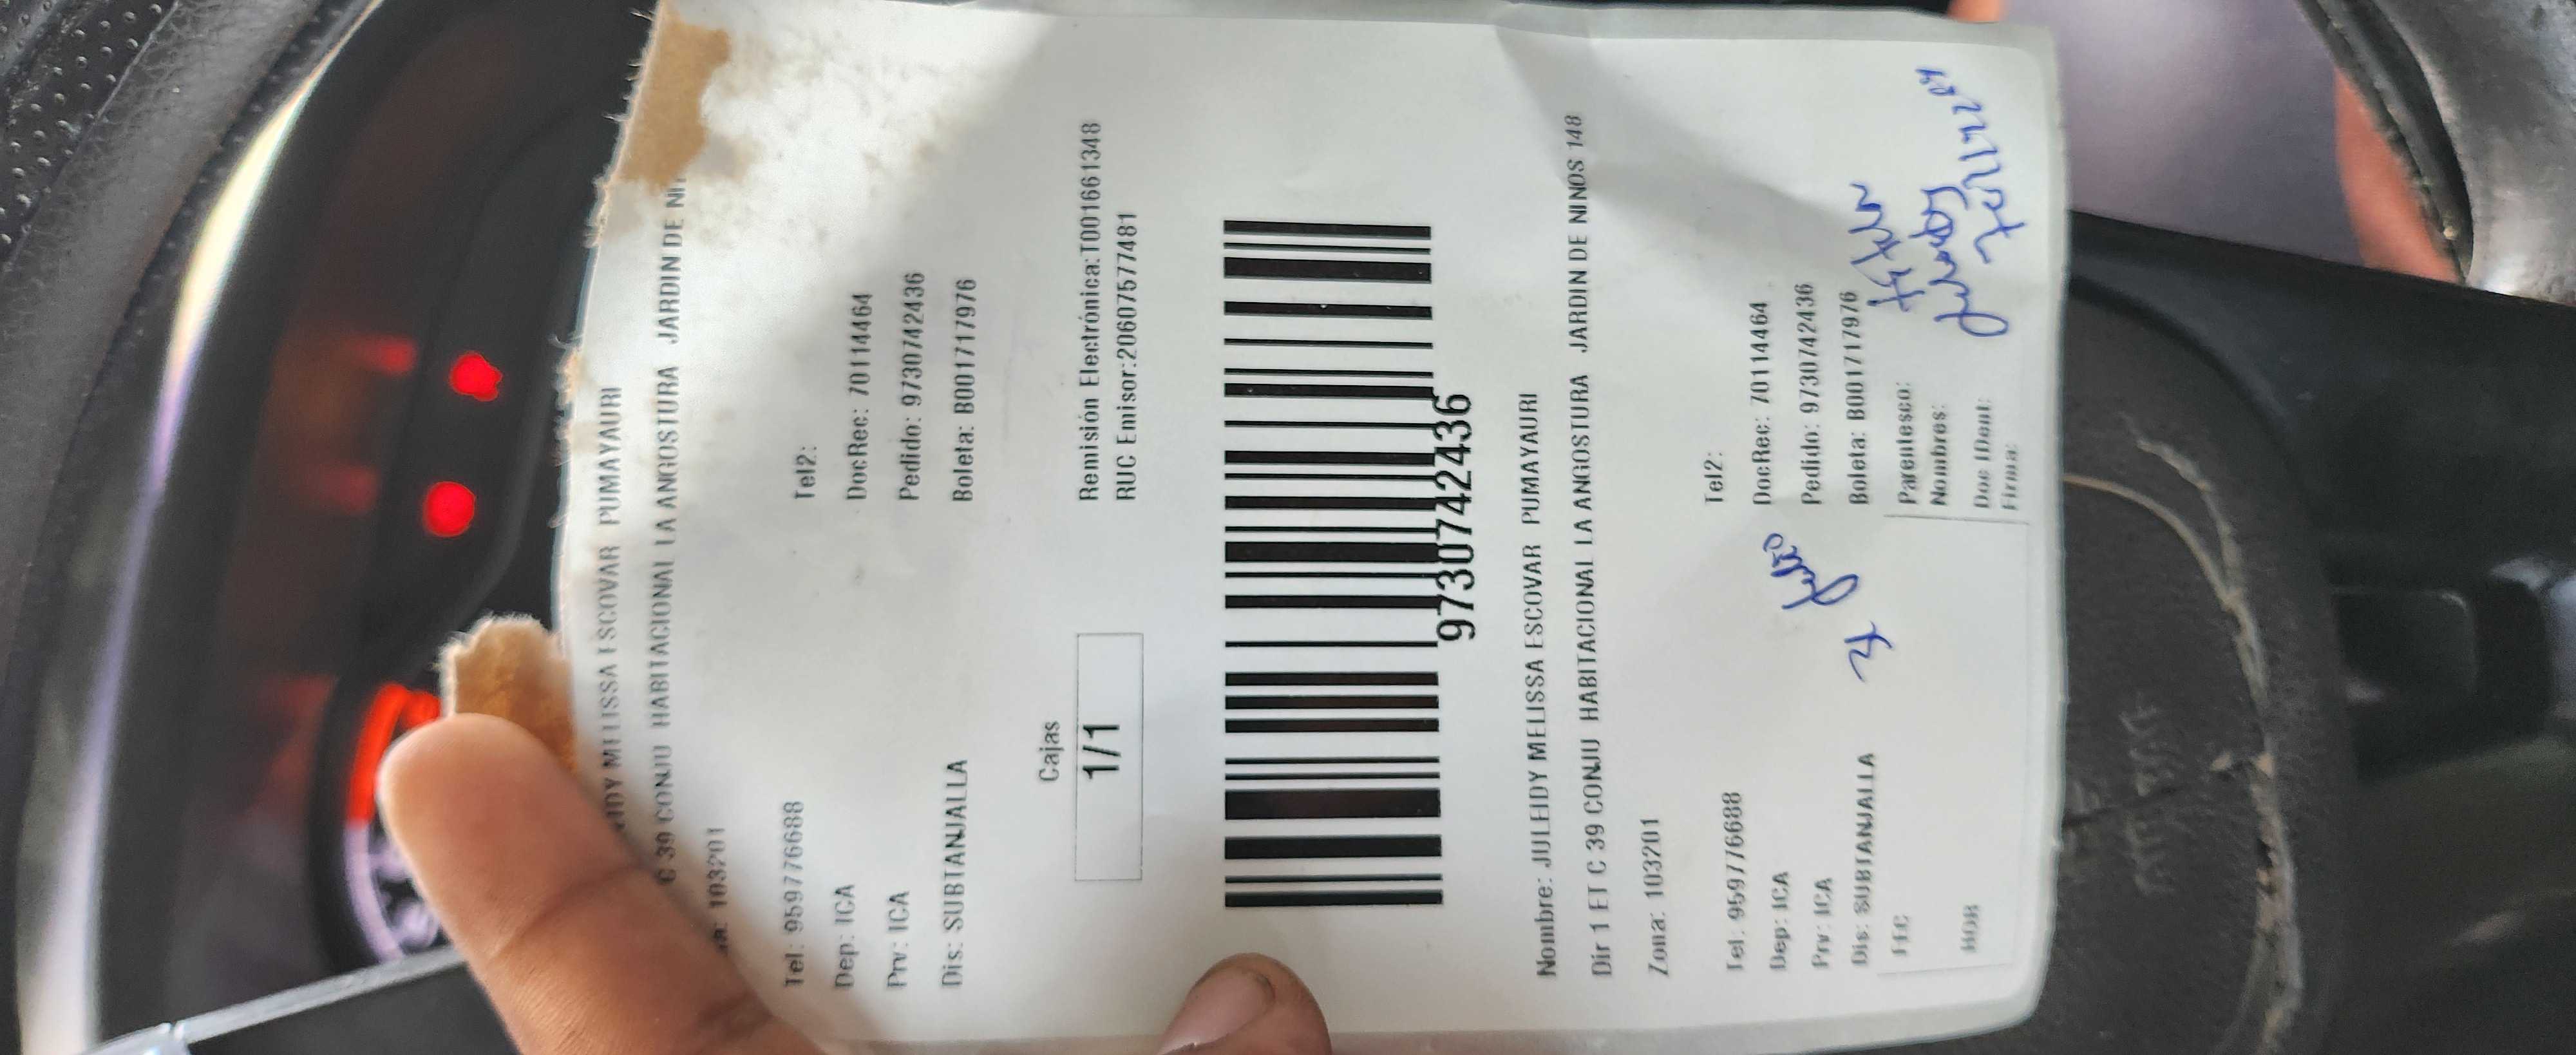 EIDY MELISSA ESCOVAR PUMAYAURI
C 39 CONJU HABITACIONAL LA ANGOSTURA JARDIN DE NI
103201
Tel: 959776688 Tel2:
Dep: ICA DocRec: 70114464
Prv: ICA Pedido: 9730742436
Dis: SUBTANJALLA Boleta: B001717976
Cajas
1/1
Remisión Electrónica:T001661348
RUC Emisor:20607577481
9730742436
Nombre: JULEIDY MELISSA ESCOVAR PUMAYAURI
Dir 1 ET C 39 CONJU HABITACIONAL LA ANGOSTURA JARDIN DE NINOS 148
Zona: 103201
Tel: 959776688 Tel2:
Dep: ICA DocRec: 70114464
Prv: ICA Pedido: 9730742436
Dis: SUBTANJALLA Boleta: B001717976
FEC Parentesco:
Nombres:
HOR Doc IDent:
Firma:
AIRBAG